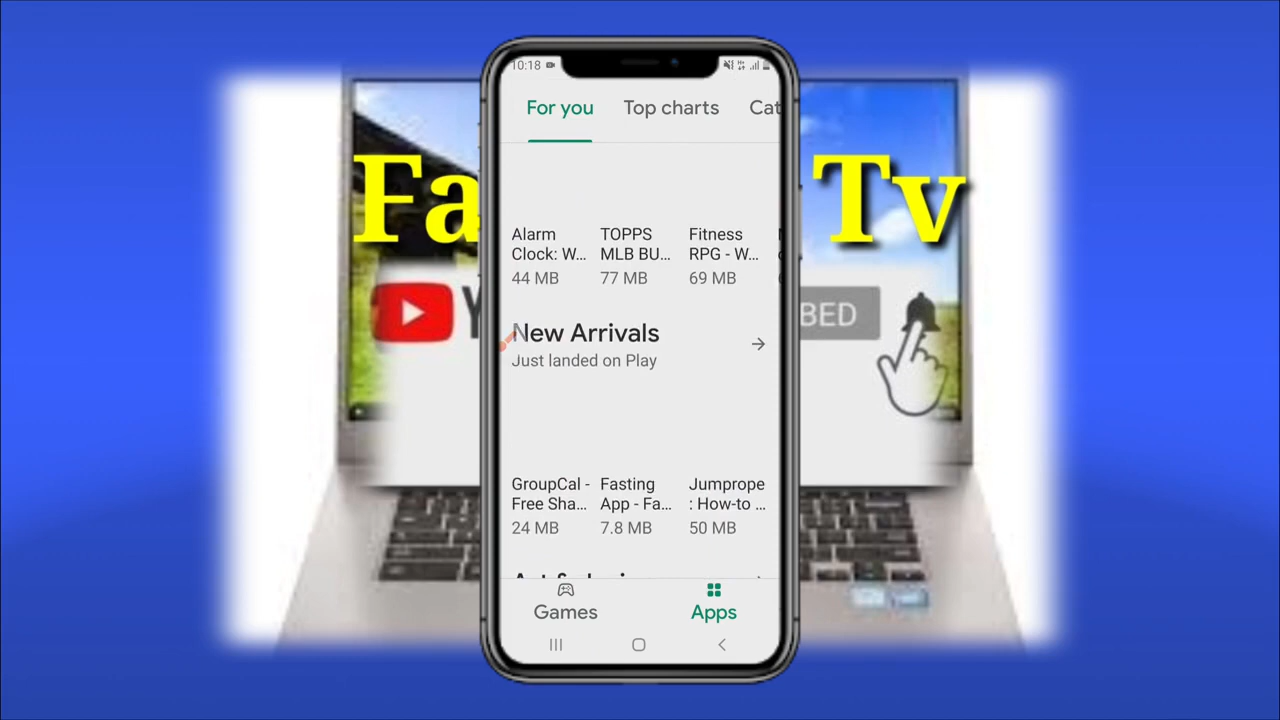 10:18
For you
Top charts
Cat
Fa
Tv
Alarm
Clock: W...
44 MB
TOPPS
MLB BU...
77 MB
Fitness
RPG - W...
69 MB
BED
New Arrivals
Just landed on Play
GroupCal -
Free Sha...
24 MB
Fasting
App - Fa...
7.8 MB
Jumprope
: How-to ...
50 MB
Games
Apps